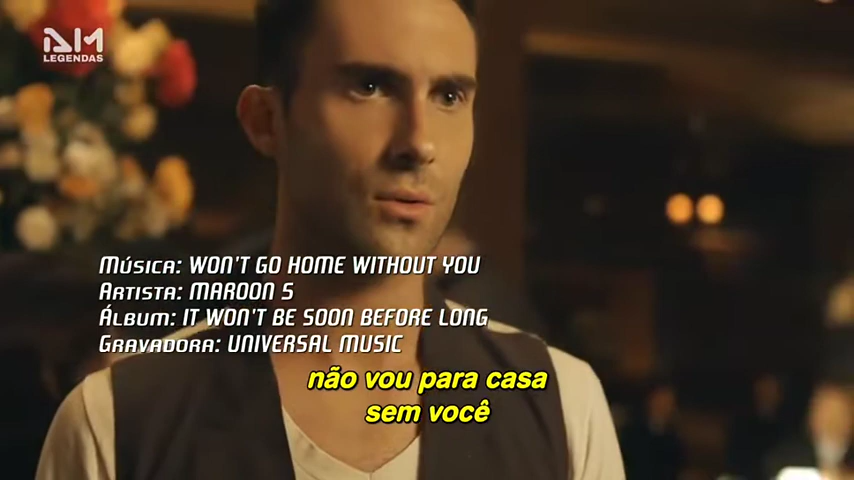 DM
LEGENDAS
Música: WON'T GO HOME WITHOUT YOU
Artista: MAROON 5
Álbum: IT WON'T BE SOON BEFORE LONG
Gravadora: UNIVERSAL MUSIC
não vou para casa
sem você